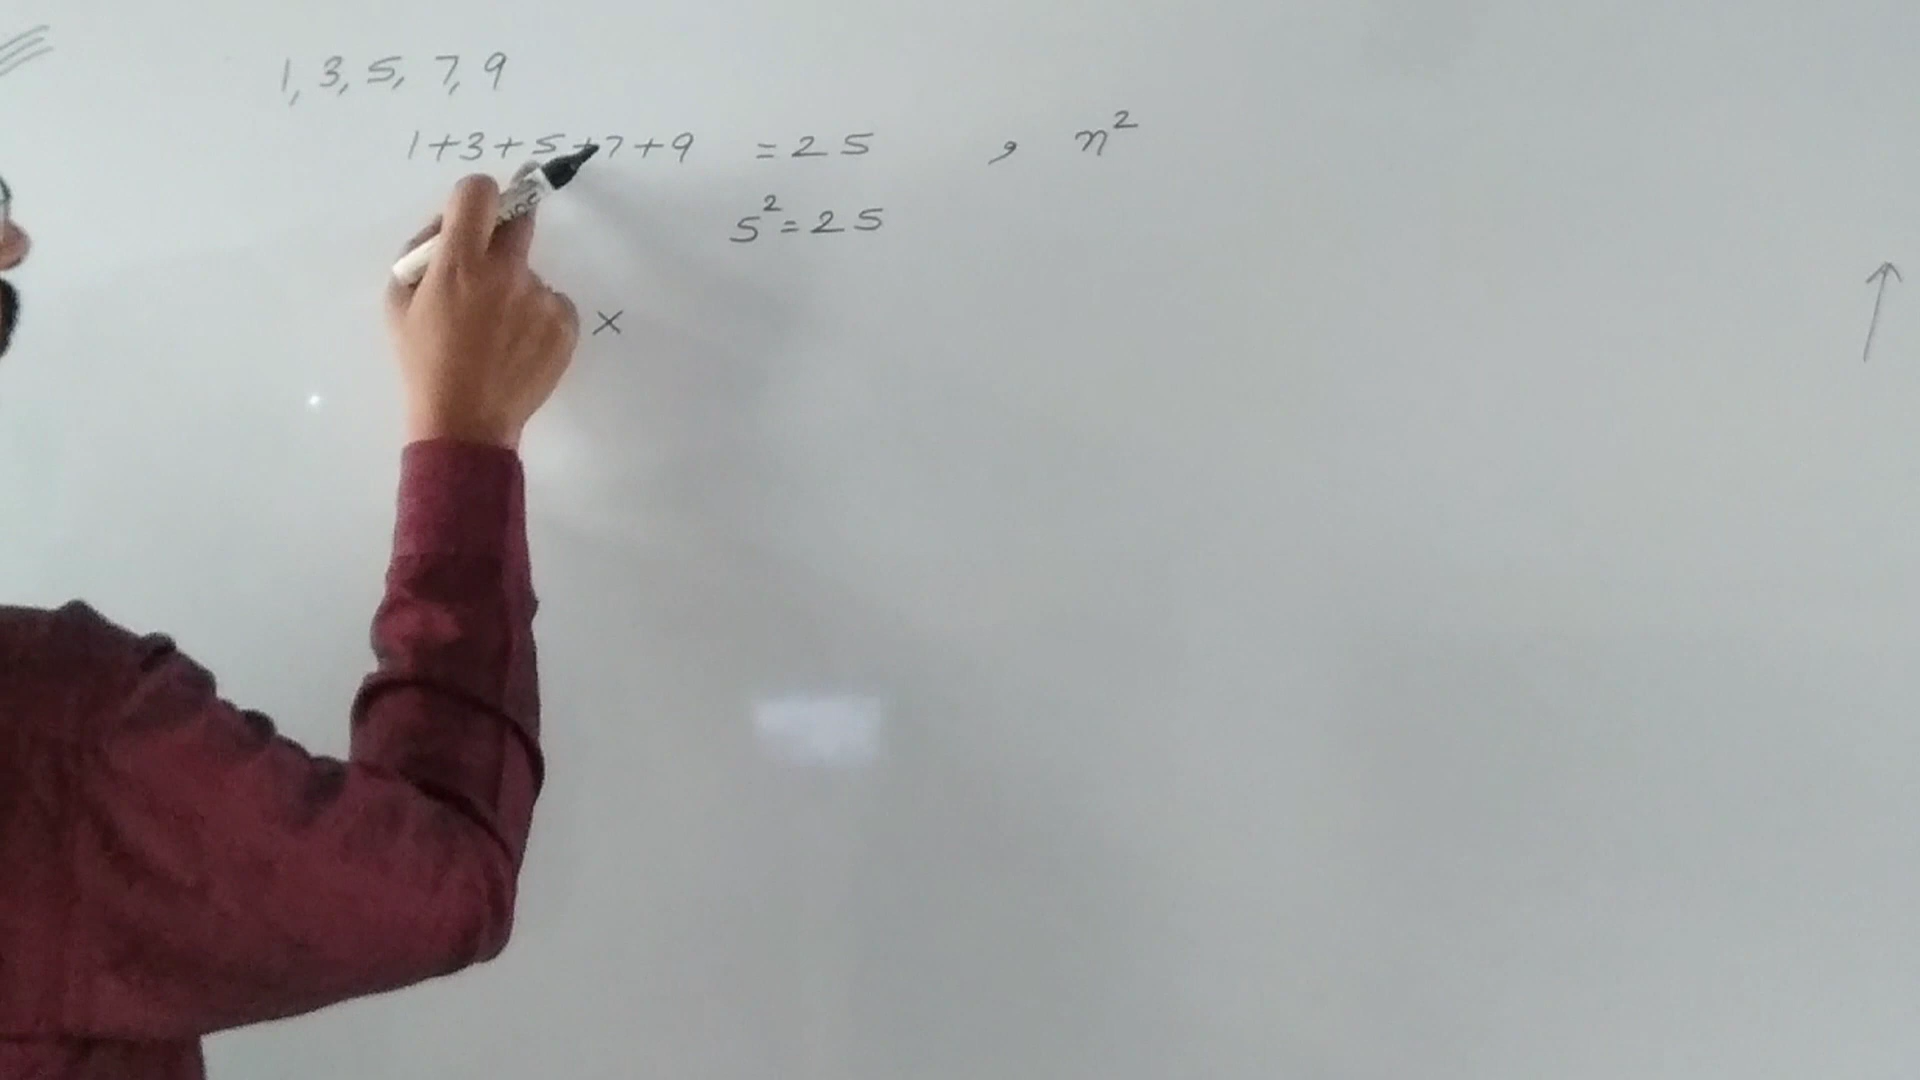 1, 3, 5, 7, 9
1+3+5+7+9 = 25 , n²
5² = 25
×